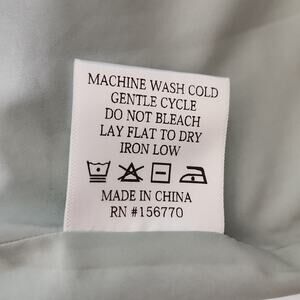 MACHINE WASH COLD
GENTLE CYCLE
DO NOT BLEACH
LAY FLAT TO DRY
IRON LOW
MADE IN CHINA
RN #156770